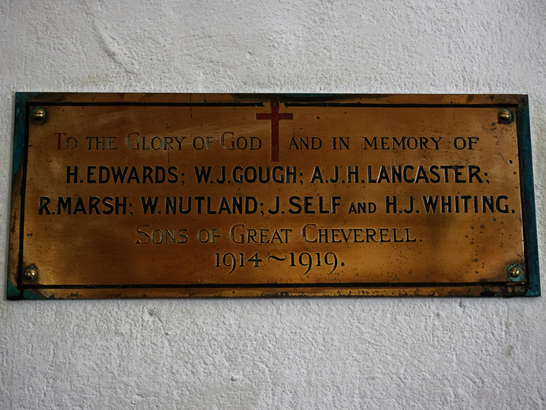 To the Glory of God and in memory of
H.EDWARDS; W.J.GOUGH; A.J.H.LANCASTER;
R.MARSH; W.NUTLAND; J.SELF AND H.J.WHITING.
Sons of Great Cheverell.
1914~1919.